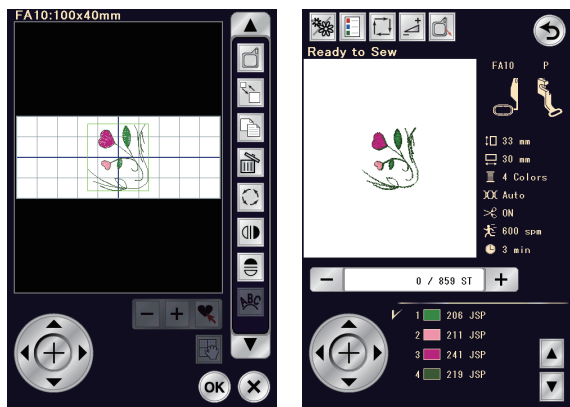 FA10:100x40mm
ABC
OK
Ready to Sew
FA10 P
33 mm
30 mm
4 Colors
Auto
ON
600 spm
3 min
0 / 859 ST
1 206 JSP
2 211 JSP
3 241 JSP
4 219 JSP